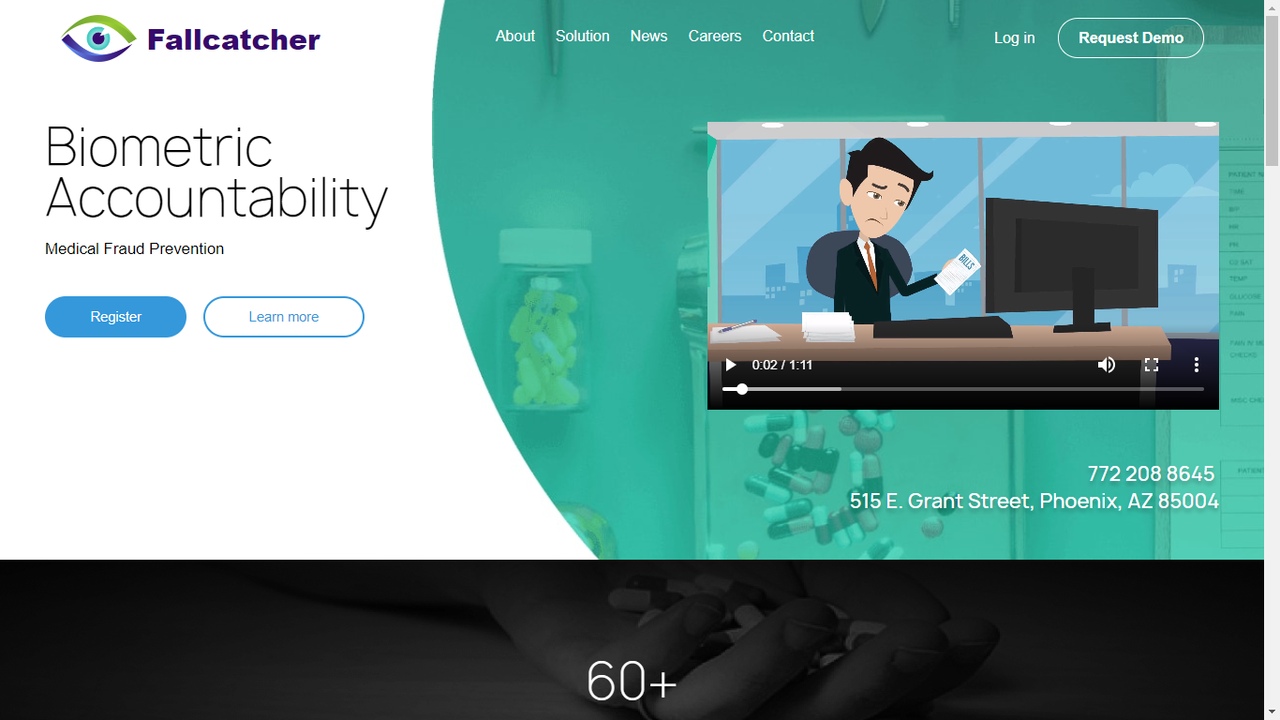 Fallcatcher
About
Solution
News
Careers
Contact
Log in
Request Demo
Biometric
Accountability
Medical Fraud Prevention
Register
Learn more
BILLS
0:02 / 1:11
772 208 8645
515 E. Grant Street, Phoenix, AZ 85004
60+